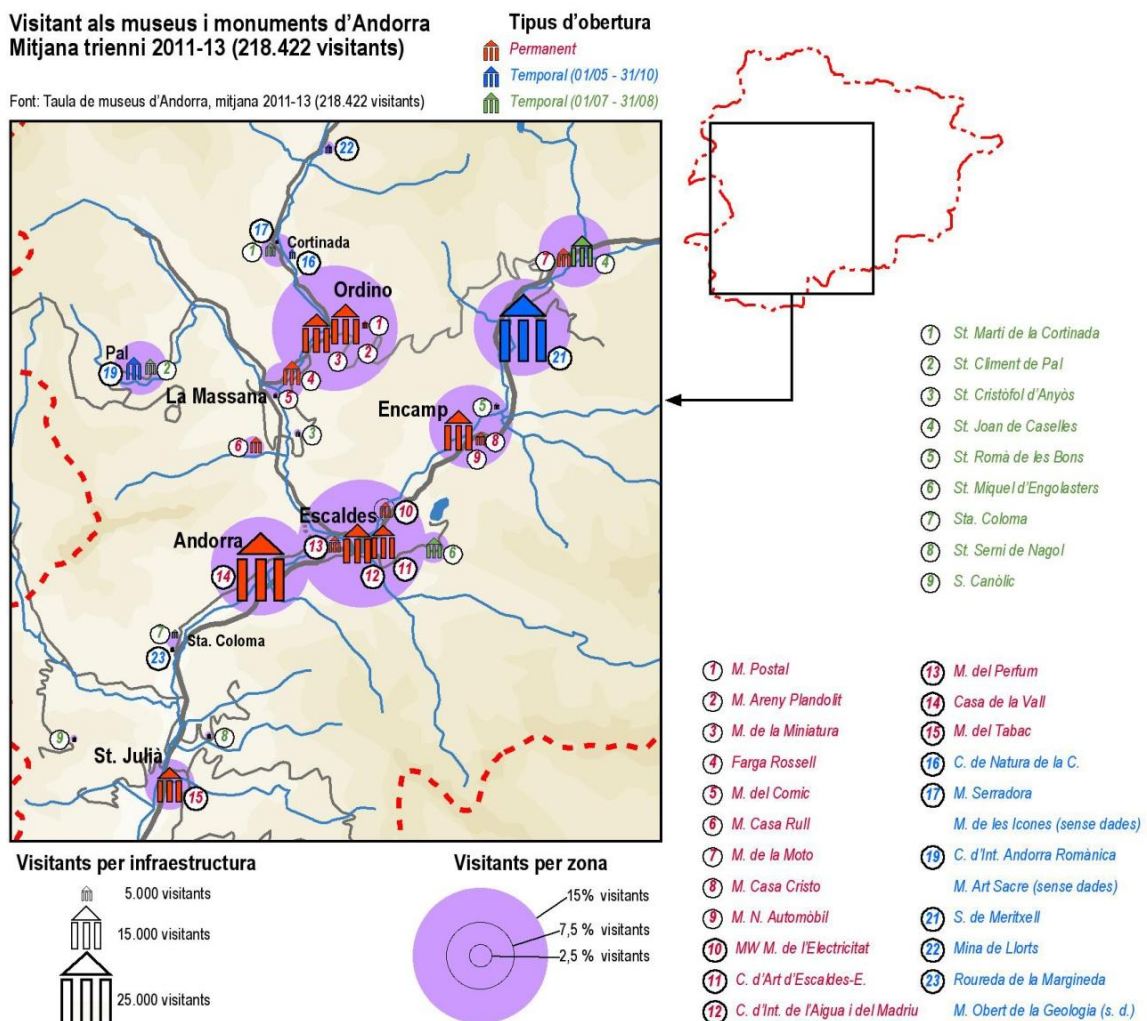 Visitant als museus i monuments d'Andorra
Mitjana trienni 2011-13 (218.422 visitants)
Font: Taula de museus d'Andorra, mitjana 2011-13 (218.422 visitants)
Tipus d'obertura
Permanent
Temporal (01/05 - 31/10)
Temporal (01/07 - 31/08)
22
17
Cortinada
1
16
7
4
Ordino
1
3
2
21
Pal
19
2
4
La Massana
5
Encamp
5
3
8
6
9
Escaldes
10
Andorra
13
6
14
12
11
7
Sta. Coloma
23
9
8
St. Julià
15
1 St. Martí de la Cortinada
2 St. Climent de Pal
3 St. Cristòfol d'Anyòs
4 St. Joan de Caselles
5 St. Romà de les Bons
6 St. Miquel d'Engolasters
7 Sta. Coloma
8 St. Serni de Nagol
9 S. Canòlic
1 M. Postal
2 M. Areny Plandolit
3 M. de la Miniatura
4 Farga Rossell
5 M. del Comic
6 M. Casa Rull
7 M. de la Moto
8 M. Casa Cristo
9 M. N. Automòbil
10 MW M. de l'Electricitat
11 C. d'Art d'Escaldes-E.
12 C. d'Int. de l'Aigua i del Madriu
13 M. del Perfum
14 Casa de la Vall
15 M. del Tabac
16 C. de Natura de la C.
17 M. Serradora
M. de les Icones (sense dades)
19 C. d'Int. Andorra Romànica
M. Art Sacre (sense dades)
21 S. de Meritxell
22 Mina de Llorts
23 Roureda de la Margineda
M. Obert de la Geologia (s. d.)
Visitants per infraestructura
5.000 visitants
15.000 visitants
25.000 visitants
Visitants per zona
15% visitants
7,5 % visitants
2,5 % visitants